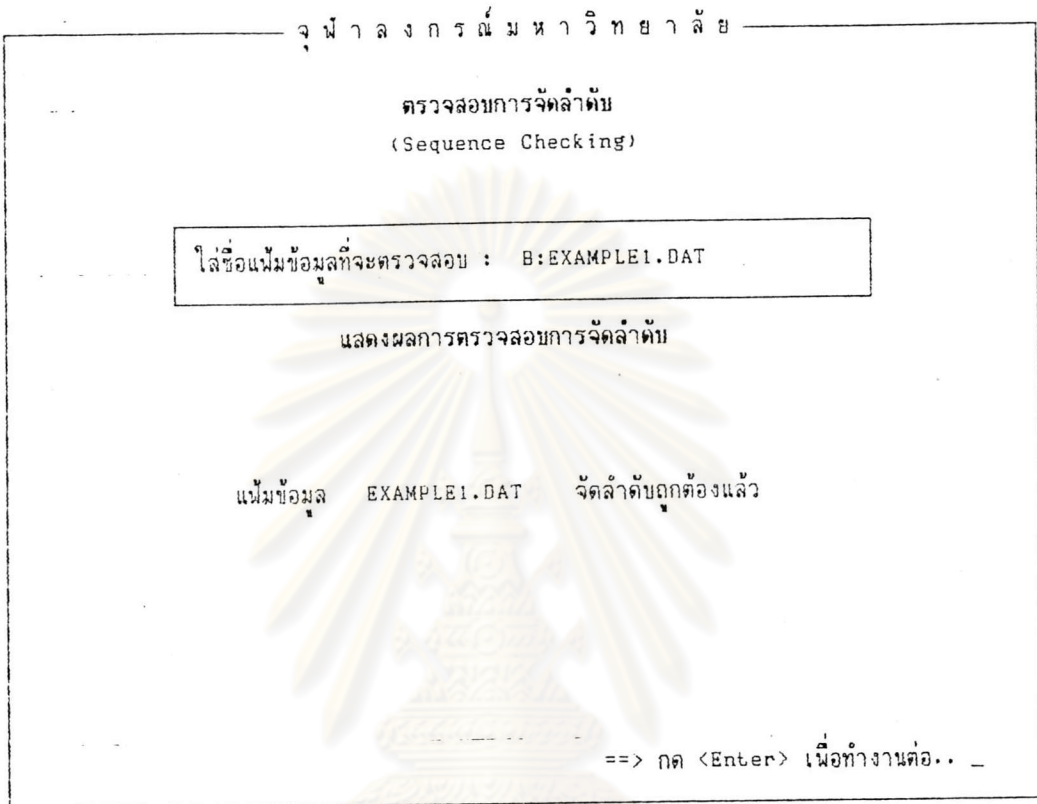 จุฬาลงกรณ์มหาวิทยาลัย
ตรวจสอบการจัดลำดับ
(Sequence Checking)
ใส่ชื่อแฟ้มข้อมูลที่จะตรวจสอบ : B:EXAMPLE1.DAT
แสดงผลการตรวจสอบการจัดลำดับ
แฟ้มข้อมูล EXAMPLE1.DAT จัดลำดับถูกต้องแล้ว
==> กด <Enter> เพื่อทำงานต่อ.. _